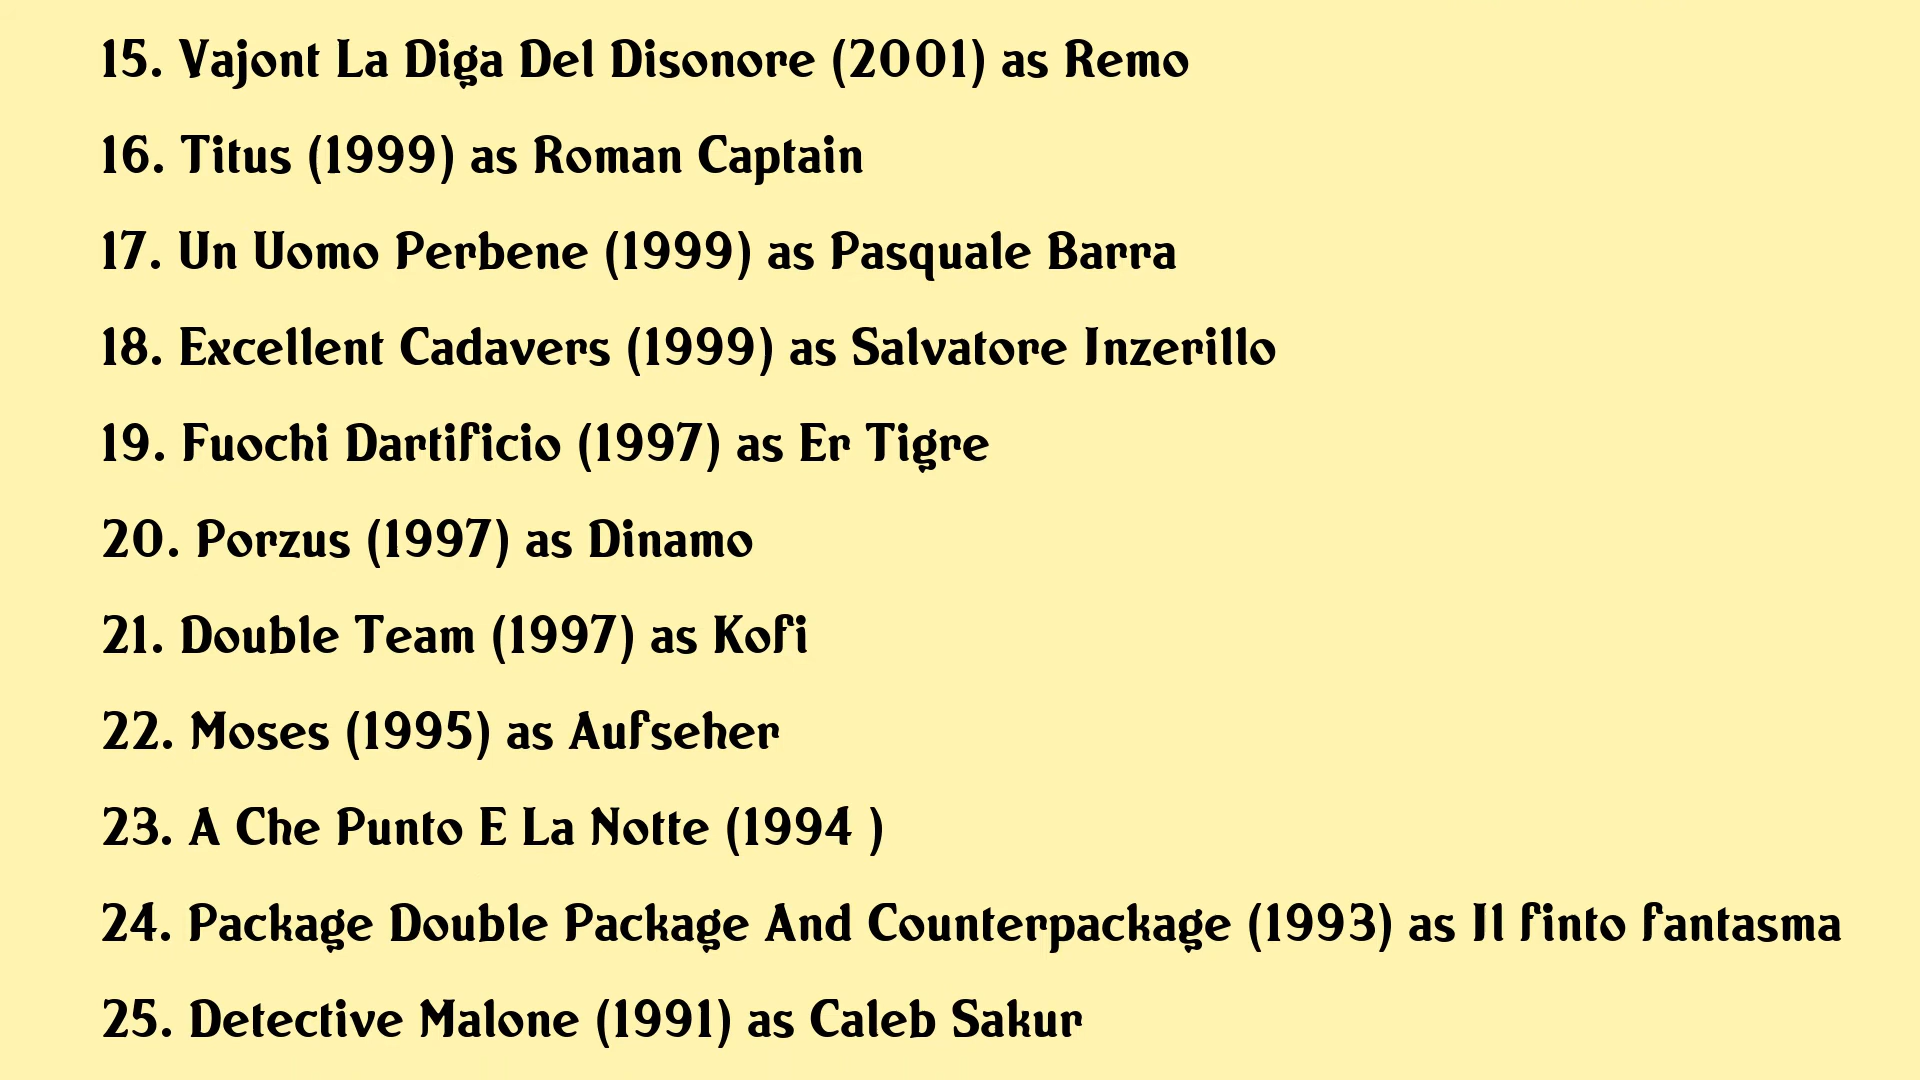 15. Vajont La Diga Del Disonore (2001) as Remo
16. Titus (1999) as Roman Captain
17. Un Uomo Perbene (1999) as Pasquale Barra
18. Excellent Cadavers (1999) as Salvatore Inzerillo
19. Fuochi Dartificio (1997) as Er Tigre
20. Porzus (1997) as Dinamo
21. Double Team (1997) as Kofi
22. Moses (1995) as Aufseher
23. A Che Punto E La Notte (1994 )
24. Package Double Package And Counterpackage (1993) as Il finto fantasma
25. Detective Malone (1991) as Caleb Sakur